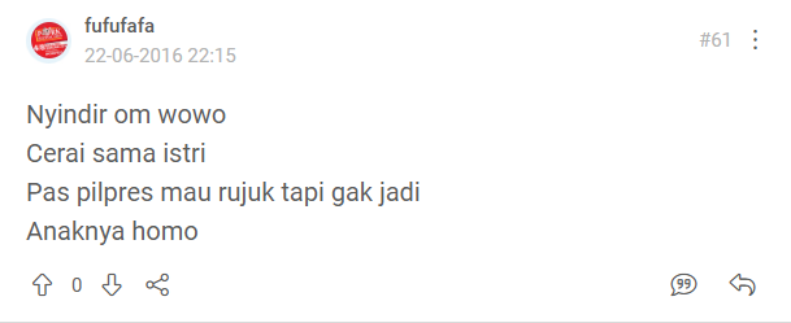 fufufafa
22-06-2016 22:15
#61
Nyindir om wowo
Cerai sama istri
Pas pilpres mau rujuk tapi gak jadi
Anaknya homo
0
99